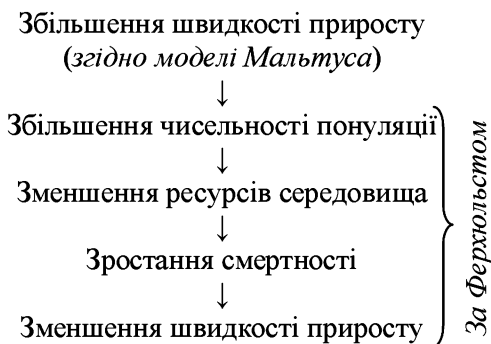 Збільшення швидкості приросту
(згідно моделі Мальтуса)
↓
Збільшення чисельності понуляції
↓
Зменшення ресурсів середовища
↓
Зростання смертності
↓
Зменшення швидкості приросту
За Ферхюльстом